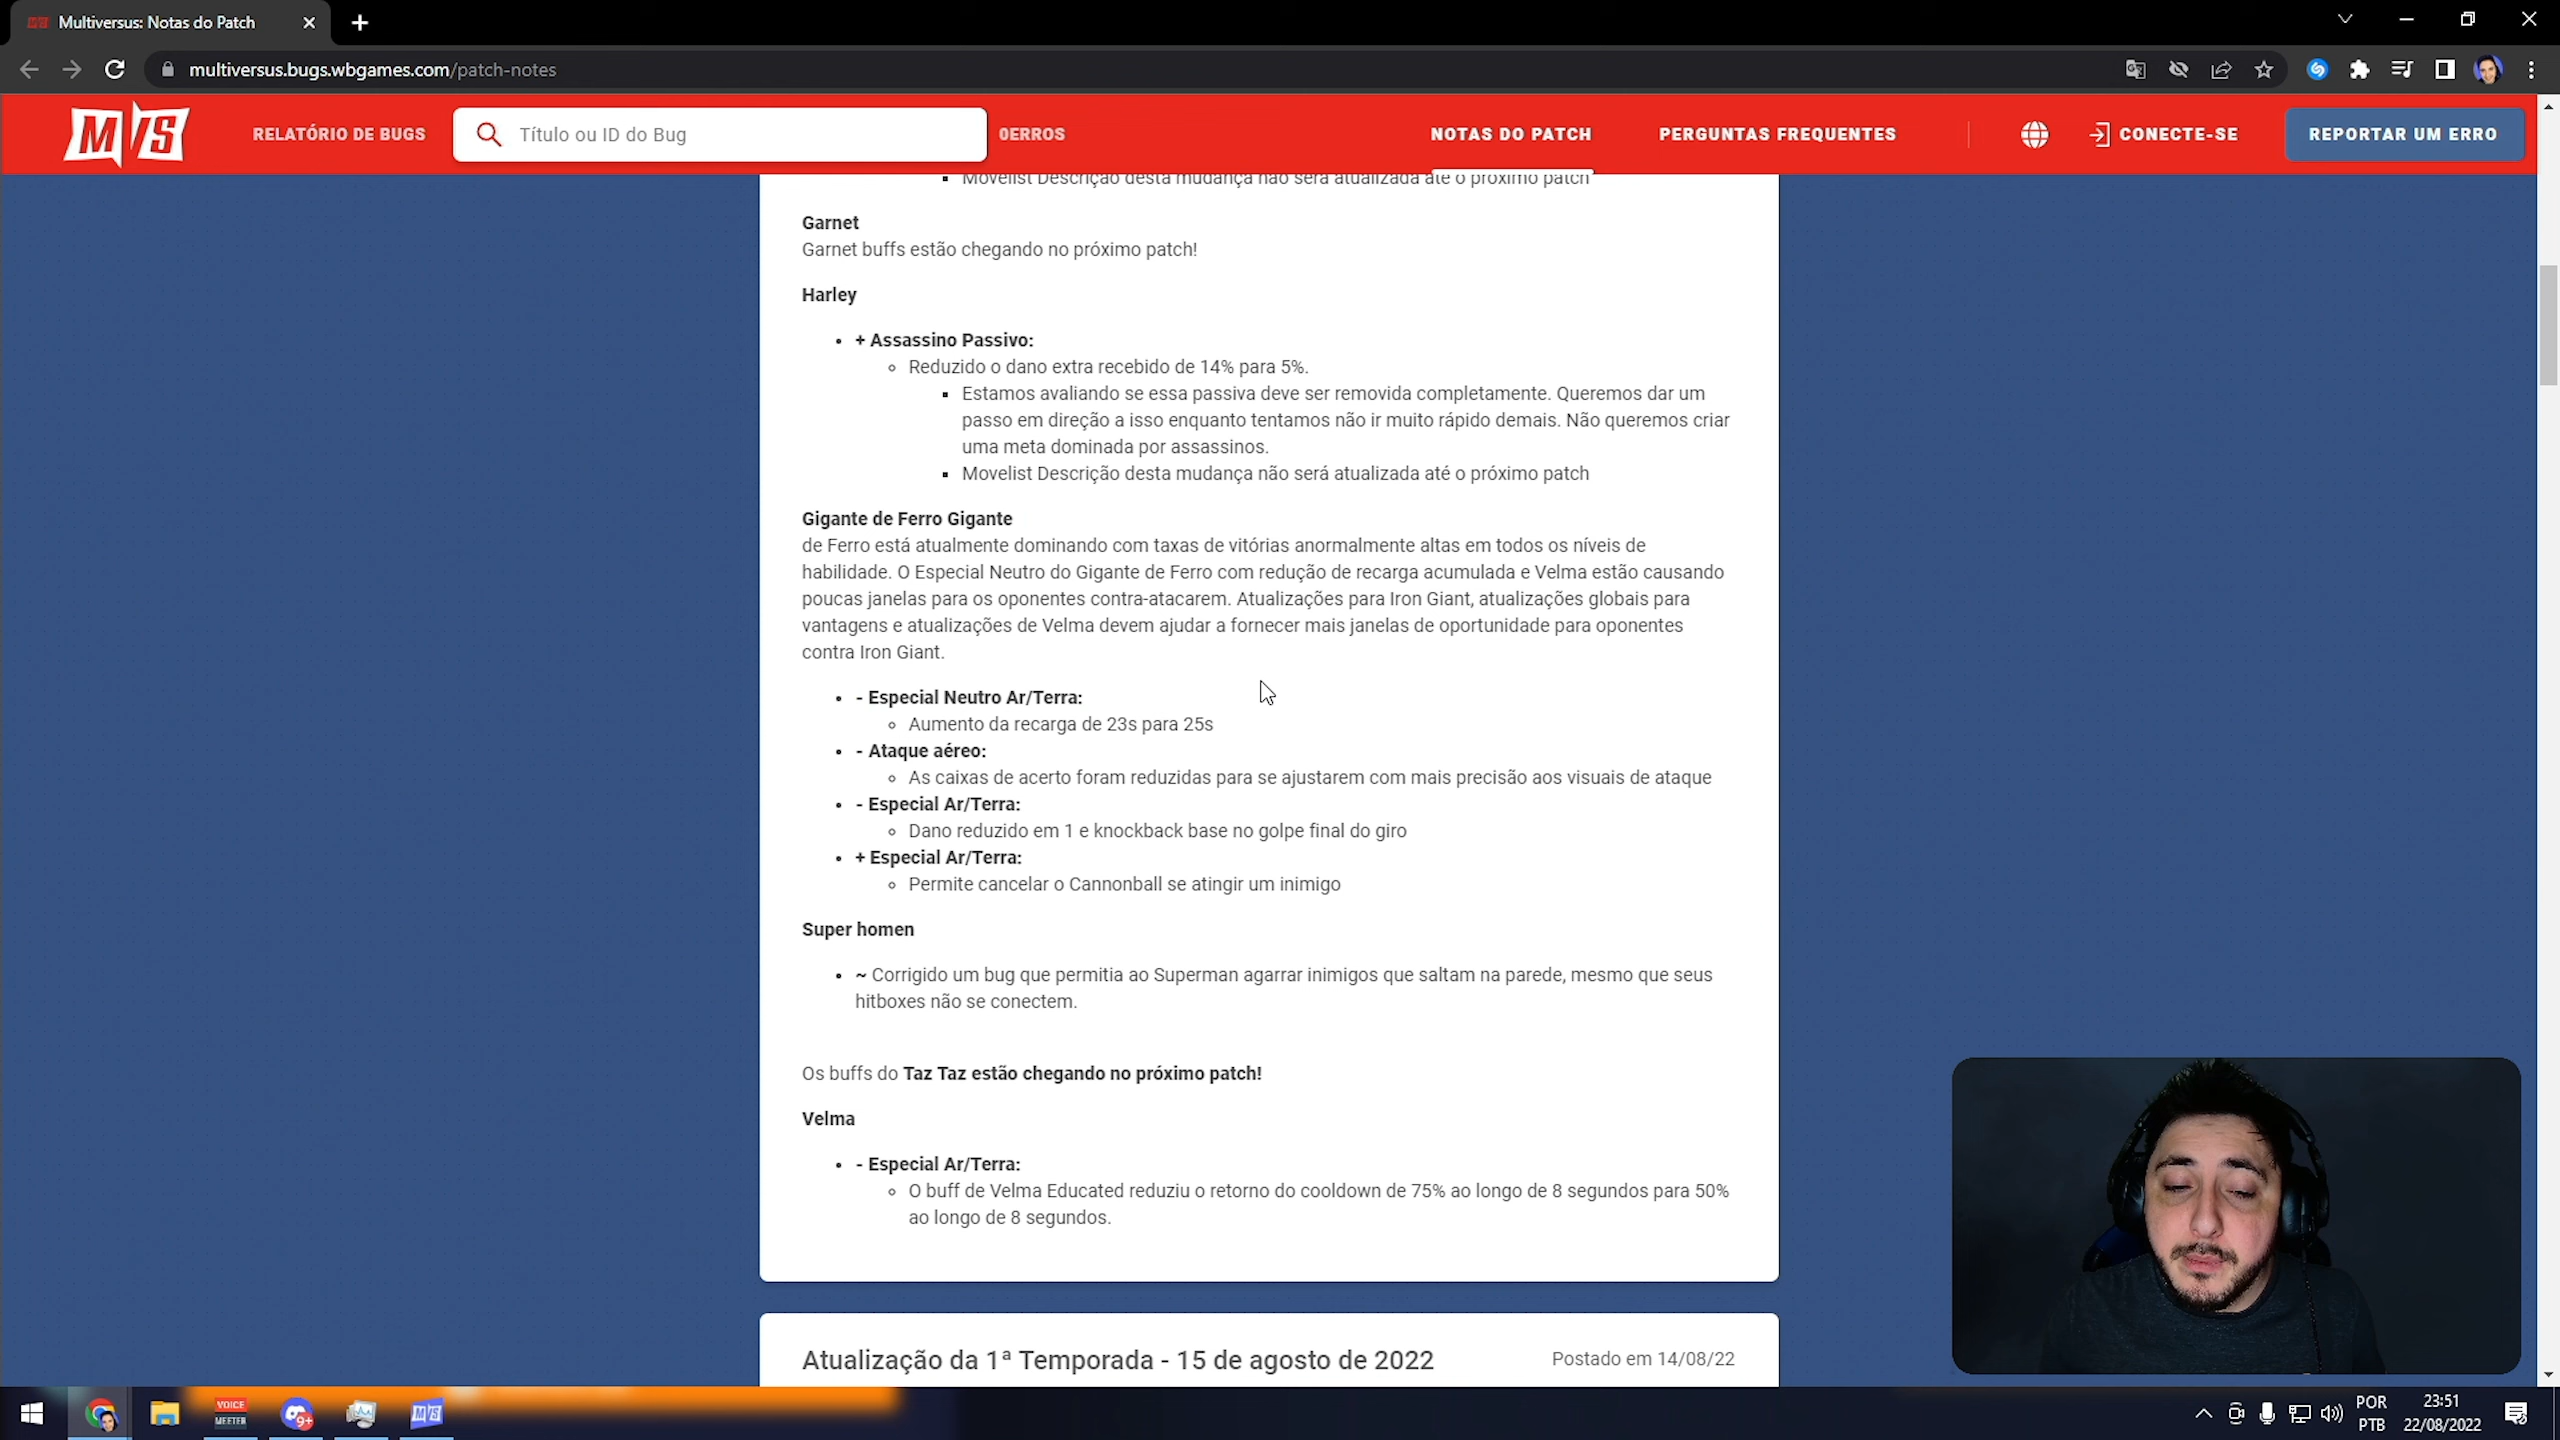 Multiversus: Notas do Patch
multiversus.bugs.wbgames.com/patch-notes
M/S
RELATÓRIO DE BUGS
Título ou ID do Bug
0ERROS
NOTAS DO PATCH
PERGUNTAS FREQUENTES
CONECTE-SE
REPORTAR UM ERRO
Movelist Descrição desta mudança não será atualizada até o próximo patch
Garnet
Garnet buffs estão chegando no próximo patch!
Harley
+ Assassino Passivo:
Reduzido o dano extra recebido de 14% para 5%.
Estamos avaliando se essa passiva deve ser removida completamente. Queremos dar um
passo em direção a isso enquanto tentamos não ir muito rápido demais. Não queremos criar
uma meta dominada por assassinos.
Movelist Descrição desta mudança não será atualizada até o próximo patch
Gigante de Ferro Gigante
de Ferro está atualmente dominando com taxas de vitórias anormalmente altas em todos os níveis de
habilidade. O Especial Neutro do Gigante de Ferro com redução de recarga acumulada e Velma estão causando
poucas janelas para os oponentes contra-atacarem. Atualizações para Iron Giant, atualizações globais para
vantagens e atualizações de Velma devem ajudar a fornecer mais janelas de oportunidade para oponentes
contra Iron Giant.
- Especial Neutro Ar/Terra:
Aumento da recarga de 23s para 25s
- Ataque aéreo:
As caixas de acerto foram reduzidas para se ajustarem com mais precisão aos visuais de ataque
- Especial Ar/Terra:
Dano reduzido em 1 e knockback base no golpe final do giro
+ Especial Ar/Terra:
Permite cancelar o Cannonball se atingir um inimigo
Super homen
~ Corrigido um bug que permitia ao Superman agarrar inimigos que saltam na parede, mesmo que seus
hitboxes não se conectem.
Os buffs do Taz Taz estão chegando no próximo patch!
Velma
- Especial Ar/Terra:
O buff de Velma Educated reduziu o retorno do cooldown de 75% ao longo de 8 segundos para 50%
ao longo de 8 segundos.
Atualização da 1ª Temporada - 15 de agosto de 2022
Postado em 14/08/22
VOICE
MEETER
9+
M/S
POR
PTB
23:51
22/08/2022